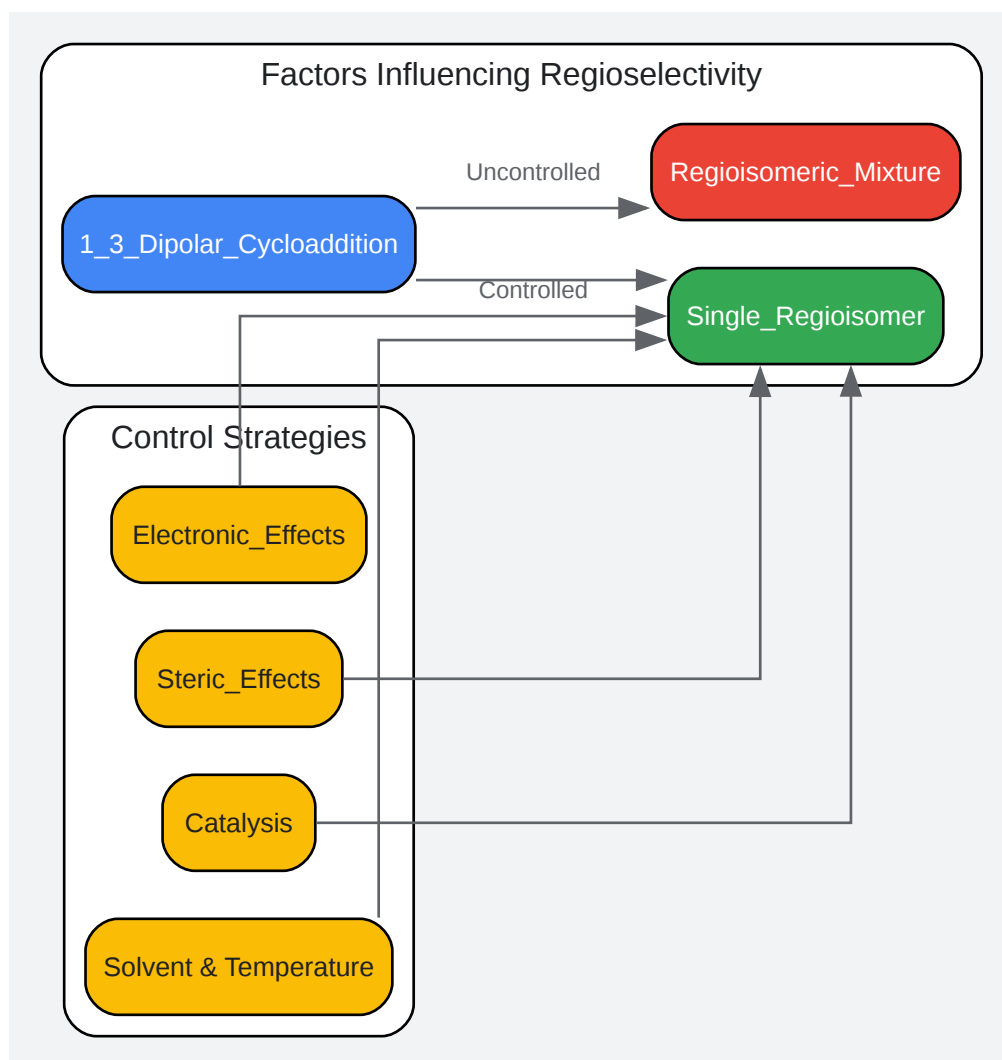 Factors Influencing Regioselectivity
Uncontrolled
Regioisomeric_Mixture
1_3_Dipolar_Cycloaddition
Controlled
Single_Regioisomer
Control Strategies
Electronic_Effects
Steric_Effects
Catalysis
Solvent & Temperature